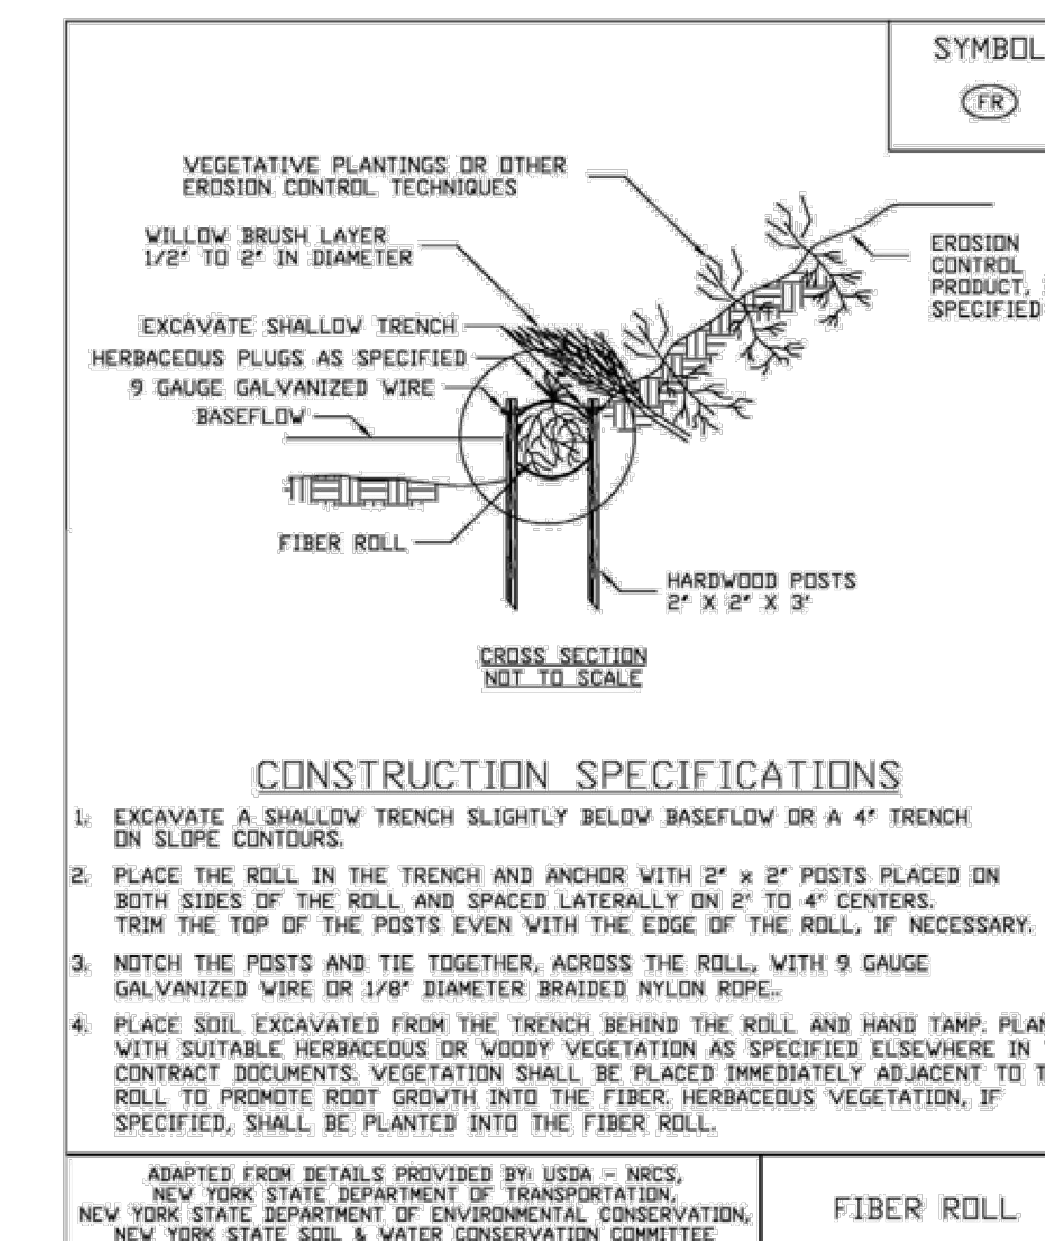 SYMBOL
FR
VEGETATIVE PLANTINGS OR OTHER
EROSION CONTROL TECHNIQUES
WILLOW BRUSH LAYER
1/2" TO 2" IN DIAMETER
EROSION
CONTROL
PRODUCT,
SPECIFIED
EXCAVATE SHALLOW TRENCH
HERBACEOUS PLUGS AS SPECIFIED
9 GAUGE GALVANIZED WIRE
BASEFLOW
FIBER ROLL
HARDWOOD POSTS
2" X 2" X 3'
CROSS SECTION
NOT TO SCALE
CONSTRUCTION SPECIFICATIONS
1. EXCAVATE A SHALLOW TRENCH SLIGHTLY BELOW BASEFLOW OR A 4" TRENCH
ON SLOPE CONTOURS.
2. PLACE THE ROLL IN THE TRENCH AND ANCHOR WITH 2" x 2" POSTS PLACED ON
BOTH SIDES OF THE ROLL AND SPACED LATERALLY ON 2' TO 4' CENTERS.
TRIM THE TOP OF THE POSTS EVEN WITH THE EDGE OF THE ROLL, IF NECESSARY.
3. NOTCH THE POSTS AND TIE TOGETHER, ACROSS THE ROLL, WITH 9 GAUGE
GALVANIZED WIRE OR 1/8" DIAMETER BRAIDED NYLON ROPE..
4. PLACE SOIL EXCAVATED FROM THE TRENCH BEHIND THE ROLL AND HAND TAMP. PLAN
WITH SUITABLE HERBACEOUS OR WOODY VEGETATION AS SPECIFIED ELSEWHERE IN
CONTRACT DOCUMENTS. VEGETATION SHALL BE PLACED IMMEDIATELY ADJACENT TO T
ROLL TO PROMOTE ROOT GROWTH INTO THE FIBER. HERBACEOUS VEGETATION, IF
SPECIFIED, SHALL BE PLANTED INTO THE FIBER ROLL.
ADAPTED FROM DETAILS PROVIDED BY: USDA - NRCS,
NEW YORK STATE DEPARTMENT OF TRANSPORTATION,
NEW YORK STATE DEPARTMENT OF ENVIRONMENTAL CONSERVATION,
NEW YORK STATE SOIL & WATER CONSERVATION COMMITTEE
FIBER ROLL